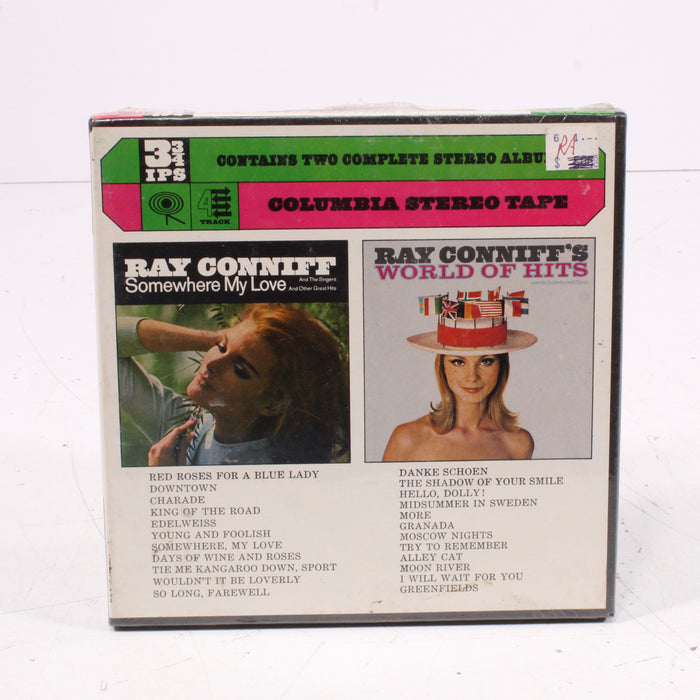 3 3/4 IPS
CONTAINS TWO COMPLETE STEREO ALBU
RA
$
4 TRACK
COLUMBIA STEREO TAPE
RAY CONNIFF
And The Singers
Somewhere My Love And Other Great Hits
RAY CONNIFF'S
WORLD OF HITS
RED ROSES FOR A BLUE LADY
DOWNTOWN
CHARADE
KING OF THE ROAD
EDELWEISS
YOUNG AND FOOLISH
SOMEWHERE, MY LOVE
DAYS OF WINE AND ROSES
TIE ME KANGAROO DOWN, SPORT
WOULDN'T IT BE LOVERLY
SO LONG, FAREWELL
DANKE SCHOEN
THE SHADOW OF YOUR SMILE
HELLO, DOLLY!
MIDSUMMER IN SWEDEN
MORE
GRANADA
MOSCOW NIGHTS
TRY TO REMEMBER
ALLEY CAT
MOON RIVER
I WILL WAIT FOR YOU
GREENFIELDS